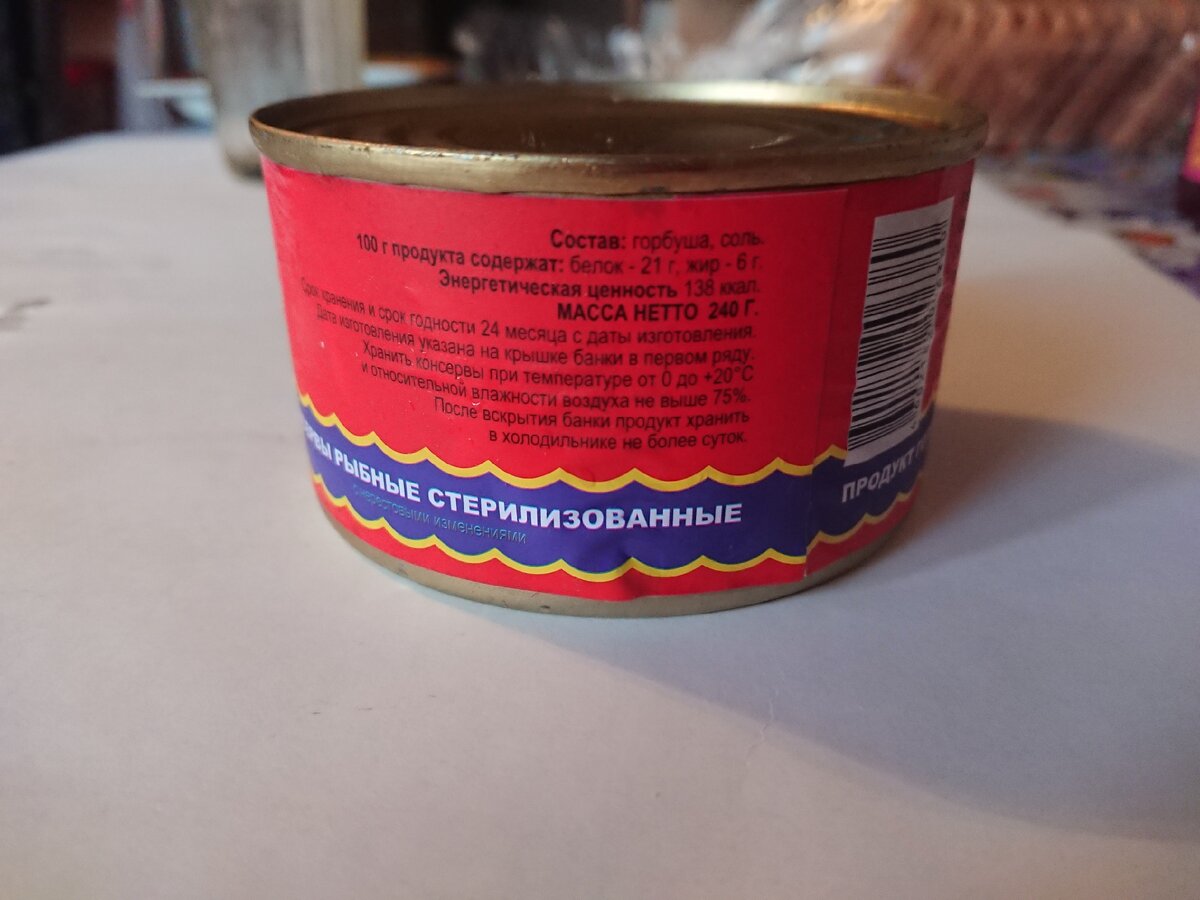 Состав: горбуша, соль.
100 г продукта содержат: белок - 21 г, жир - 6 г.
Энергетическая ценность 138 ккал.
МАССА НЕТТО 240 Г.
Срок хранения и срок годности 24 месяца с даты изготовления.
Дата изготовления указана на крышке банки в первом ряду.
Хранить консервы при температуре от 0 до +20°С
и относительной влажности воздуха не выше 75%.
После вскрытия банки продукт хранить
в холодильнике не более суток.
РЫБНЫЕ СТЕРИЛИЗОВАННЫЕ
с нерестовыми изменениями
ПРОДУКТ